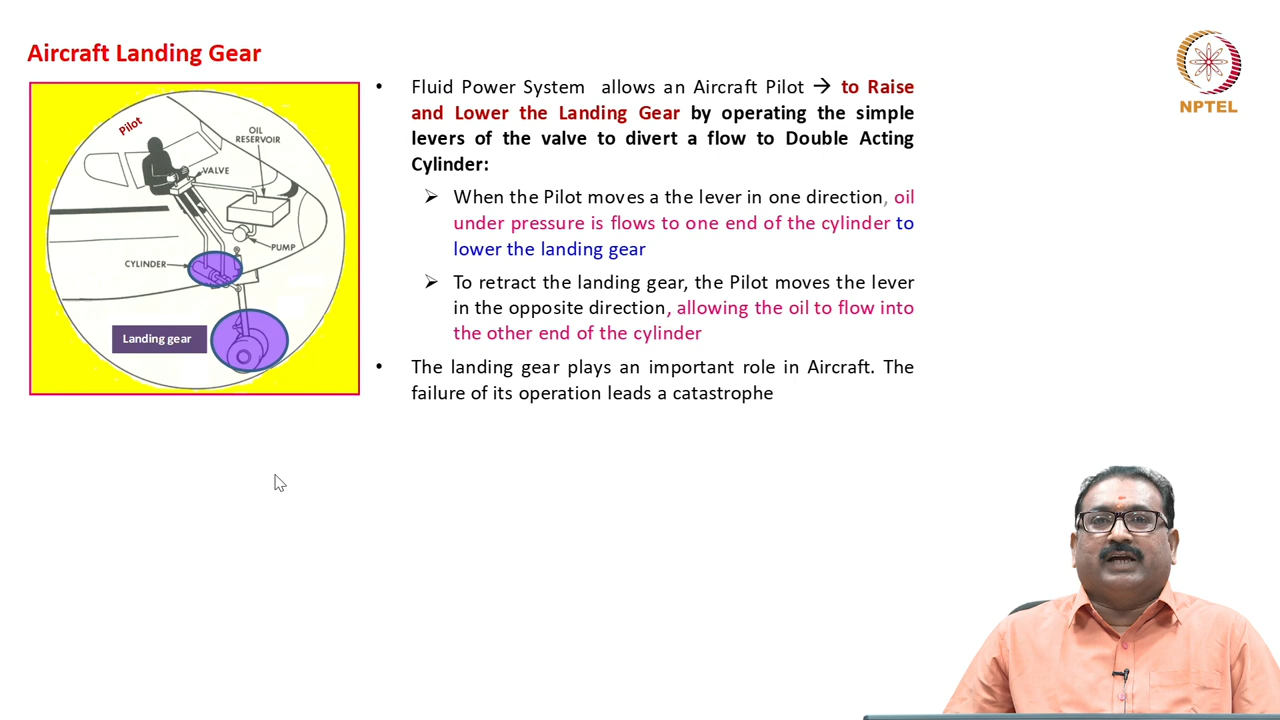 Aircraft Landing Gear
NPTEL
Pilot
OIL
RESERVOIR
VALVE
PUMP
CYLINDER
Landing gear
• Fluid Power System allows an Aircraft Pilot → to Raise
and Lower the Landing Gear by operating the simple
levers of the valve to divert a flow to Double Acting
Cylinder:
➢ When the Pilot moves a the lever in one direction, oil
under pressure is flows to one end of the cylinder to
lower the landing gear
➢ To retract the landing gear, the Pilot moves the lever
in the opposite direction, allowing the oil to flow into
the other end of the cylinder
• The landing gear plays an important role in Aircraft. The
failure of its operation leads a catastrophe